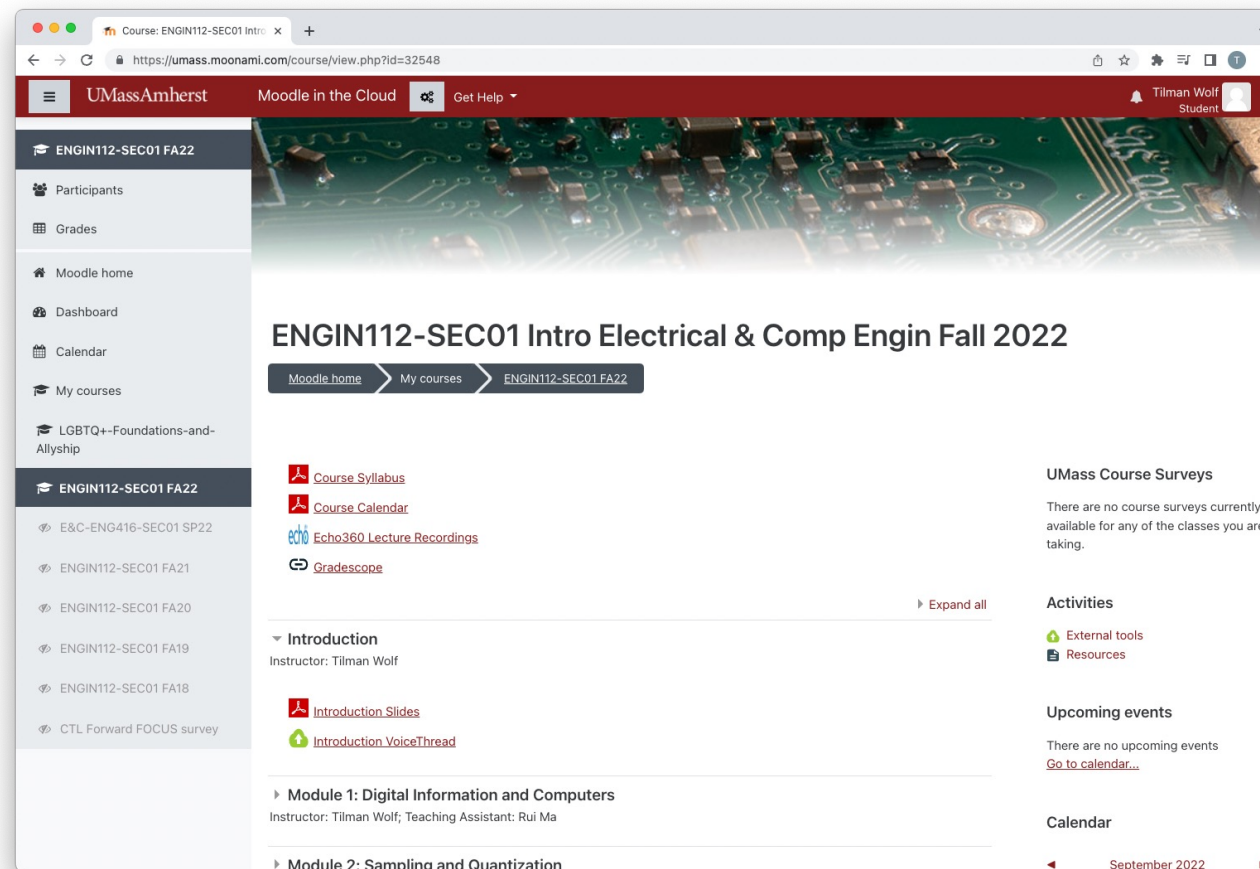 Course: ENGIN112-SEC01 Intro
https://umass.moonami.com/course/view.php?id=32548
T
UMassAmherst
Moodle in the Cloud
Get Help
Tilman Wolf
Student
ENGIN112-SEC01 FA22
Participants
Grades
Moodle home
Dashboard
Calendar
My courses
LGBTQ+-Foundations-and-
Allyship
ENGIN112-SEC01 FA22
E&C-ENG416-SEC01 SP22
ENGIN112-SEC01 FA21
ENGIN112-SEC01 FA20
ENGIN112-SEC01 FA19
ENGIN112-SEC01 FA18
CTL Forward FOCUS survey
ENGIN112-SEC01 Intro Electrical & Comp Engin Fall 2022
Moodle home My courses ENGIN112-SEC01 FA22
Course Syllabus
Course Calendar
echo Echo360 Lecture Recordings
Gradescope
Expand all
Introduction
Instructor: Tilman Wolf
Introduction Slides
Introduction VoiceThread
Module 1: Digital Information and Computers
Instructor: Tilman Wolf; Teaching Assistant: Rui Ma
Module 2: Sampling and Quantization
UMass Course Surveys
There are no course surveys currently
available for any of the classes you are
taking.
Activities
External tools
Resources
Upcoming events
There are no upcoming events
Go to calendar...
Calendar
September 2022